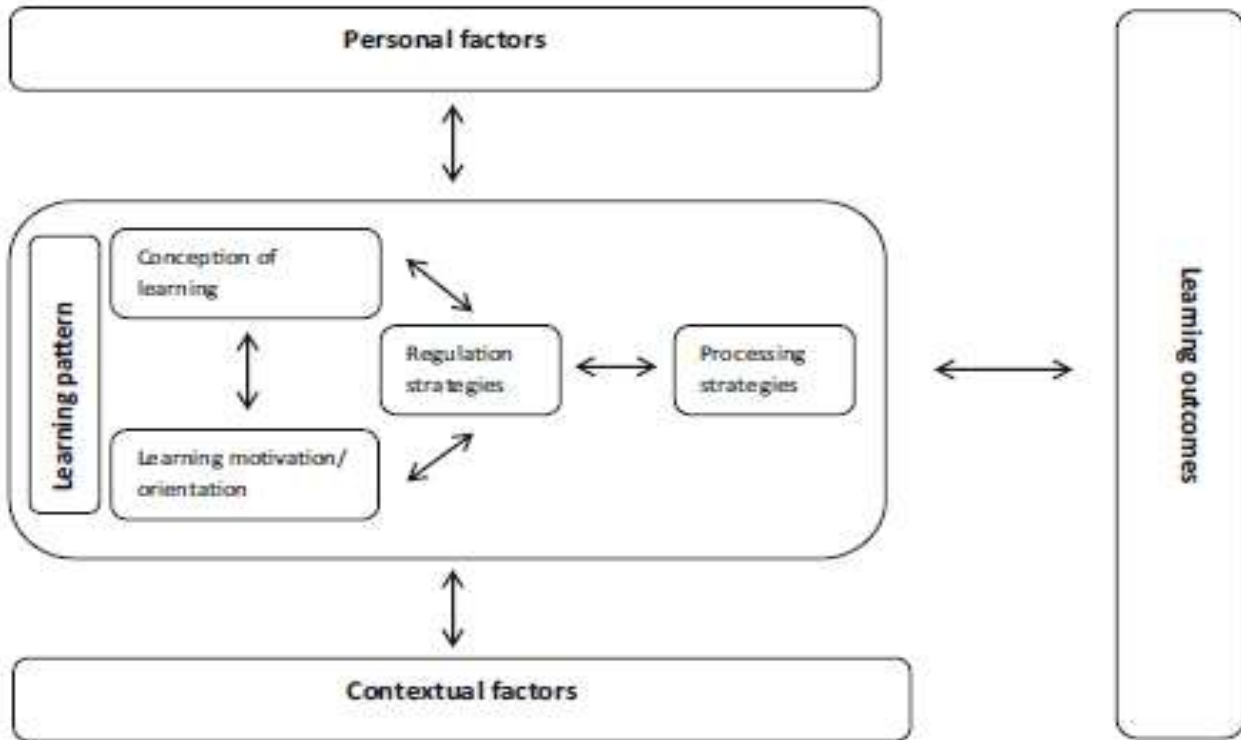 Personal factors
Learning pattern
Conception of
learning
Regulation
strategies
Processing
strategies
Learning motivation/
orientation
Learning outcomes
Contextual factors